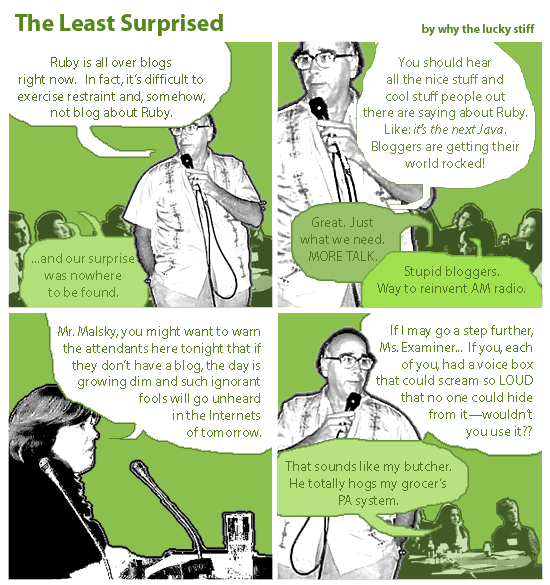 The Least Surprised
by why the lucky stiff
Ruby is all over blogs
right now. In fact, it's difficult to
exercise restraint and, somehow,
not blog about Ruby.
...and our surprise
was nowhere
to be found.
You should hear
all the nice stuff and
cool stuff people out
there are saying about Ruby.
Like: it's the next Java.
Bloggers are getting their
world rocked!
Great. Just
what we need.
MORE TALK.
Stupid bloggers.
Way to reinvent AM radio.
Mr. Malsky, you might want to warn
the attendants here tonight that if
they don't have a blog, the day is
growing dim and such ignorant
fools will go unheard
in the Internets
of tomorrow.
If I may go a step further,
Ms. Examiner... If you, each
of you, had a voice box
that could scream so LOUD
that no one could hide
from it—wouldn't
you use it??
That sounds like my butcher.
He totally hogs my grocer's
PA system.